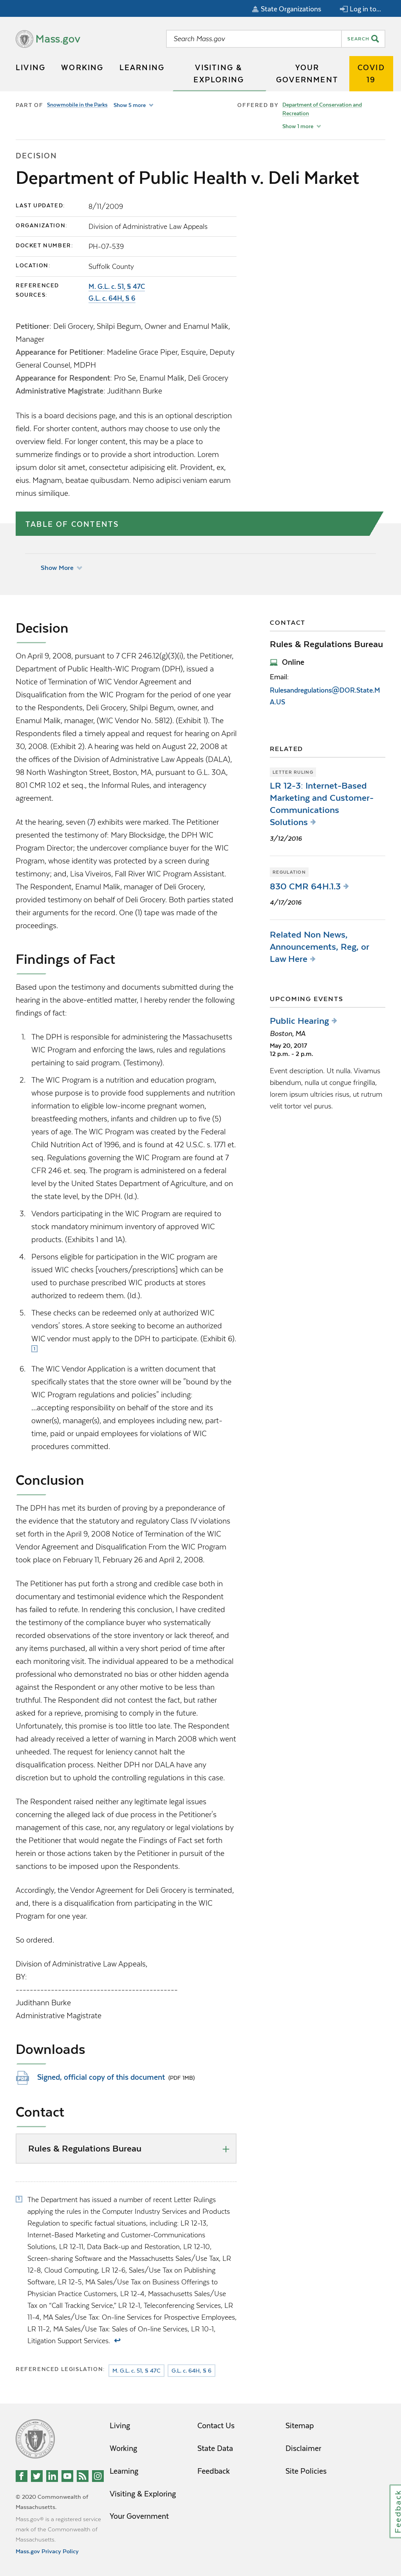 State Organizations
Log in to...
Mass.gov
Search Mass.gov
SEARCH
LIVING
WORKING
LEARNING
VISITING &
EXPLORING
YOUR
GOVERNMENT
COVID
19
PART OF
Snowmobile in the Parks
Show 5 more
OFFERED BY
Department of Conservation and
Recreation
Show 1 more
DECISION
Department of Public Health v. Deli Market
LAST UPDATED:
8/11/2009
ORGANIZATION:
Division of Administrative Law Appeals
DOCKET NUMBER:
PH-07-539
LOCATION:
Suffolk County
REFERENCED
SOURCES:
M. G.L. c. 51, § 47C
G.L. c. 64H, § 6
Petitioner: Deli Grocery, Shilpi Begum, Owner and Enamul Malik,
Manager
Appearance for Petitioner: Madeline Grace Piper, Esquire, Deputy
General Counsel, MDPH
Appearance for Respondent: Pro Se, Enamul Malik, Deli Grocery
Administrative Magistrate: Judithann Burke
This is a board decisions page, and this is an optional description
field. For shorter content, authors may choose to use only the
overview field. For longer content, this may be a place to
summerize findings or to provide an introduction. Lorem
ipsum dolor sit amet, consectetur adipisicing elit. Provident, ex,
eius. Magnam, beatae quibusdam. Nemo adipisci veniam earum
minus similique.
TABLE OF CONTENTS
Show More
Decision
On April 9, 2008, pursuant to 7 CFR 246.12(g)(3)(i), the Petitioner,
Department of Public Health-WIC Program (DPH), issued a
Notice of Termination of WIC Vendor Agreement and
Disqualification from the WIC Program for the period of one year
to the Respondents, Deli Grocery, Shilpi Begum, owner, and
Enamul Malik, manager, (WIC Vendor No. 5812). (Exhibit 1). The
Respondents filed a timely appeal and request for hearing on April
30, 2008. (Exhibit 2). A hearing was held on August 22, 2008 at
the offices of the Division of Administrative Law Appeals (DALA),
98 North Washington Street, Boston, MA, pursuant to G.L. 30A,
801 CMR 1.02 et seq., the Informal Rules, and interagency
agreement.
At the hearing, seven (7) exhibits were marked. The Petitioner
presented the testimony of: Mary Blocksidge, the DPH WIC
Program Director; the undercover compliance buyer for the WIC
Program, whose identity was protected by a screen during
testimony; and, Lisa Viveiros, Fall River WIC Program Assistant.
The Respondent, Enamul Malik, manager of Deli Grocery,
provided testimony on his own behalf. Both parties stated
their arguments for the record. One (1) tape was made of the
proceedings.
Findings of Fact
Based upon the testimony and documents submitted during the
hearing in the above-entitled matter, I hereby render the following
findings of fact:
1. The DPH is responsible for administering the Massachusetts
WIC Program and enforcing the laws, rules and regulations
pertaining to said program. (Testimony).
2. The WIC Program is a nutrition and education program,
whose purpose is to provide food supplements and nutrition
information to eligible low-income pregnant women,
breastfeeding mothers, infants and children up to five (5)
years of age. The WIC Program was created by the Federal
Child Nutrition Act of 1996, and is found at 42 U.S.C. s. 1771 et.
seq. Regulations governing the WIC Program are found at 7
CFR 246 et. seq. The program is administered on a federal
level by the United States Department of Agriculture, and on
the state level, by the DPH. (Id.).
3. Vendors participating in the WIC Program are required to
stock mandatory minimum inventory of approved WIC
products. (Exhibits 1 and 1A).
4. Persons eligible for participation in the WIC program are
issued WIC checks [vouchers/prescriptions] which can be
used to purchase prescribed WIC products at stores
authorized to redeem them. (Id.).
5. These checks can be redeemed only at authorized WIC
vendors' stores. A store seeking to become an authorized
WIC vendor must apply to the DPH to participate. (Exhibit 6).
1
6. The WIC Vendor Application is a written document that
specifically states that the store owner will be "bound by the
WIC Program regulations and policies" including:
...accepting responsibility on behalf of the store and its
owner(s), manager(s), and employees including new, part-
time, paid or unpaid employees for violations of WIC
procedures committed.
Conclusion
The DPH has met its burden of proving by a preponderance of
the evidence that the statutory and regulatory Class IV violations
set forth in the April 9, 2008 Notice of Termination of the WIC
Vendor Agreement and Disqualification From the WIC Program
took place on February 11, February 26 and April 2, 2008.
The Petitioner has put forth a strong and credible case both in
documentary and testimonial evidence which the Respondent
has failed to refute. In rendering this conclusion, I have credited
the testimony of the compliance buyer who systematically
recorded observations of the store inventory or lack thereof, and
any items purchased, all within a very short time period after each
visit to the store. The individual appeared to be a methodical
professional who demonstrated no bias or other hidden agenda
against the Respondent or any other motive to be less than
truthful. The Respondent did not contest the fact, but rather
asked for a reprieve, promising to comply in the future.
Unfortunately, this promise is too little too late. The Respondent
had already received a letter of warning in March 2008 which went
unheeded. The request for leniency cannot halt the
disqualification process. Neither DPH nor DALA have any
discretion but to uphold the controlling regulations in this case.
The Respondent raised neither any legitimate legal issues
concerning the alleged lack of due process in the Petitioner's
management of this case, nor, any regulatory or legal violations by
the Petitioner that would negate the Findings of Fact set forth
herein or those actions taken by the Petitioner in pursuit of the
sanctions to be imposed upon the Respondents.
Accordingly, the Vendor Agreement for Deli Grocery is terminated,
and, there is a disqualification from participating in the WIC
Program for one year.
So ordered.
Division of Administrative Law Appeals,
BY:
----------------------------------------------
Judithann Burke
Administrative Magistrate
Downloads
Signed, official copy of this document (PDF 1MB)
Contact
Rules & Regulations Bureau
1 The Department has issued a number of recent Letter Rulings
applying the rules in the Computer Industry Services and Products
Regulation to specific factual situations, including: LR 12-13,
Internet-Based Marketing and Customer-Communications
Solutions, LR 12-11, Data Back-up and Restoration, LR 12-10,
Screen-sharing Software and the Massachusetts Sales/Use Tax, LR
12-8, Cloud Computing, LR 12-6, Sales/Use Tax on Publishing
Software, LR 12-5, MA Sales/Use Tax on Business Offerings to
Physician Practice Customers, LR 12-4, Massachusetts Sales/Use
Tax on "Call Tracking Service," LR 12-1, Teleconferencing Services, LR
11-4, MA Sales/Use Tax: On-line Services for Prospective Employees,
LR 11-2, MA Sales/Use Tax: Sales of On-line Services, LR 10-1,
Litigation Support Services. ↩
REFERENCED LEGISLATION:
M. G.L. c. 51, § 47C
G.L. c. 64H, § 6
CONTACT
Rules & Regulations Bureau
Online
Email:
Rulesandregulations@DOR.State.M
A.US
RELATED
LETTER RULING
LR 12-3: Internet-Based
Marketing and Customer-
Communications
Solutions
3/12/2016
REGULATION
830 CMR 64H.1.3
4/17/2016
Related Non News,
Announcements, Reg, or
Law Here
UPCOMING EVENTS
Public Hearing
Boston, MA
May 20, 2017
12 p.m. - 2 p.m.
Event description. Ut nulla. Vivamus
bibendum, nulla ut congue fringilla,
lorem ipsum ultricies risus, ut rutrum
velit tortor vel purus.
Living
Working
Learning
Visiting & Exploring
Your Government
Contact Us
State Data
Feedback
Sitemap
Disclaimer
Site Policies
© 2020 Commonwealth of
Massachusetts.
Mass.gov® is a registered service
mark of the Commonwealth of
Massachusetts.
Mass.gov Privacy Policy
Feedback